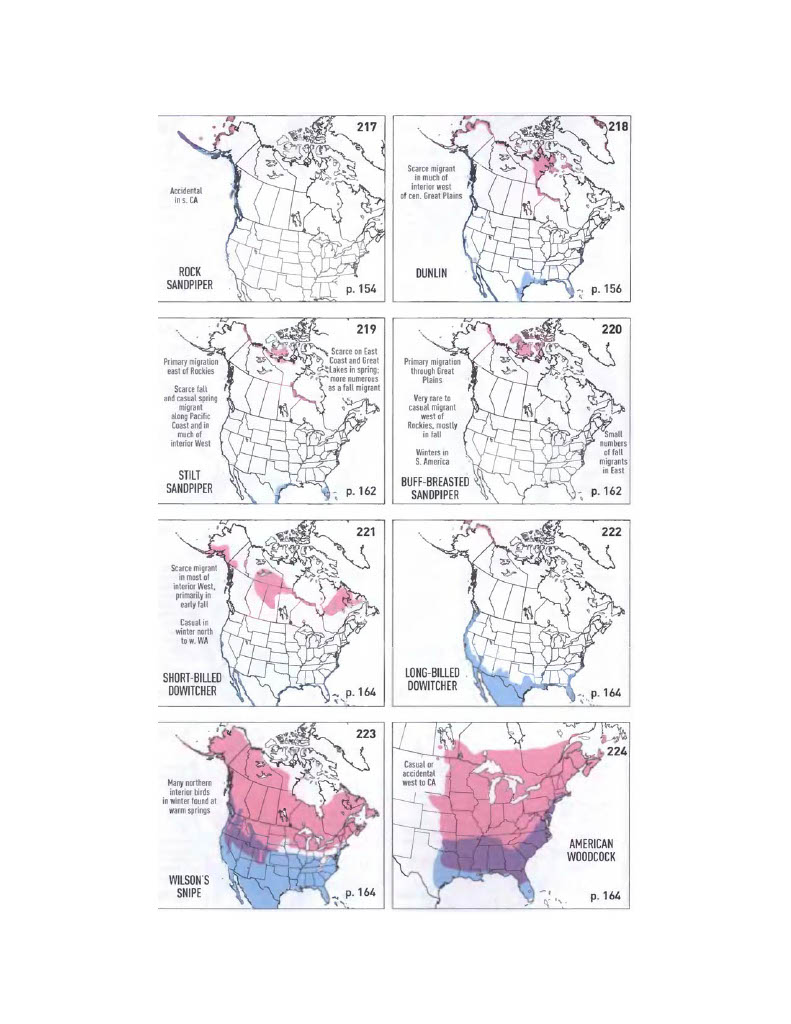 217
Accidental
in s. CA
ROCK
SANDPIPER
p. 154
218
Scarce migrant
in much of
interior west
of cen. Great Plains
DUNLIN
p. 156
219
Primary migration
east of Rockies
Scarce fall
and casual spring
migrant
along Pacific
Coast and in
much of
interior West
Scarce on East
Coast and Great
Lakes in spring;
more numerous
as a fall migrant
STILT
SANDPIPER
p. 162
220
Primary migration
through Great
Plains
Very rare to
casual migrant
west of
Rockies, mostly
in fall
Winters in
S. America
Small
numbers
of fall
migrants
in East
BUFF-BREASTED
SANDPIPER
p. 162
221
Scarce migrant
in most of
interior West,
primarily in
early fall
Casual in
winter north
to w. WA
SHORT-BILLED
DOWITCHER
p. 164
222
LONG-BILLED
DOWITCHER
p. 164
223
Many northern
interior birds
in winter found at
warm springs
WILSON'S
SNIPE
p. 164
224
Casual or
accidental
west to CA
AMERICAN
WOODCOCK
p. 164